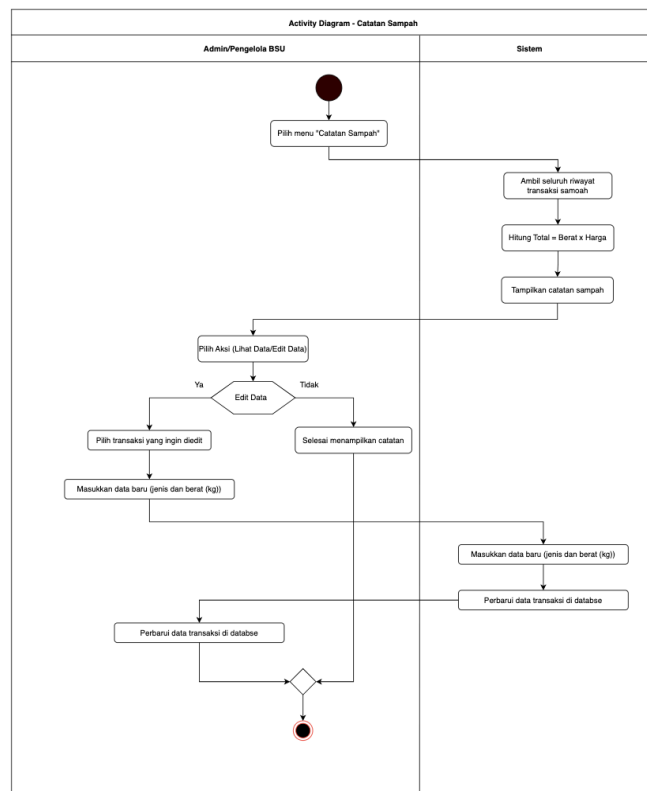 Activity Diagram - Catatan Sampah
Admin/Pengelola BSU
Sistem
Pilih menu "Catatan Sampah"
Ambil seluruh riwayat
transaksi samoah
Hitung Total = Berat x Harga
Tampilkan catatan sampah
Pilih Aksi (Lihat Data/Edit Data)
Ya
Edit Data
Tidak
Pilih transaksi yang ingin diedit
Selesai menampilkan catatan
Masukkan data baru (jenis dan berat (kg))
Masukkan data baru (jenis dan berat (kg))
Perbarui data transaksi di databse
Perbarui data transaksi di databse